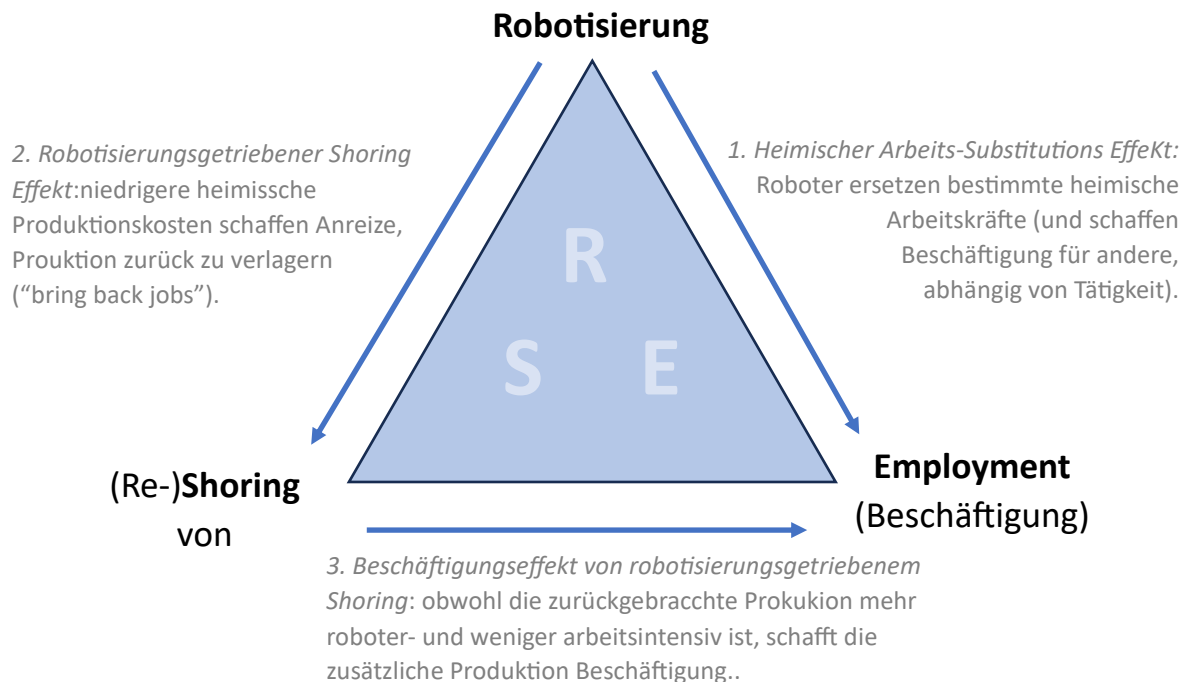 Robotisierung
2. Robotisierungsgetriebener Shoring
Effekt:niedrigere heimissche
Produktionskosten schaffen Anreize,
Prouktion zurück zu verlagern
(“bring back jobs”).
1. Heimischer Arbeits-Substitutions EffeKt:
Roboter ersetzen bestimmte heimische
Arbeitskräfte (und schaffen
Beschäftigung für andere,
abhängig von Tätigkeit).
R
S E
(Re-)Shoring
von
Employment
(Beschäftigung)
3. Beschäftigungseffekt von robotisierungsgetriebenem
Shoring: obwohl die zurückgebracchte Prokukion mehr
roboter- und weniger arbeitsintensiv ist, schafft die
zusätzliche Produktion Beschäftigung..